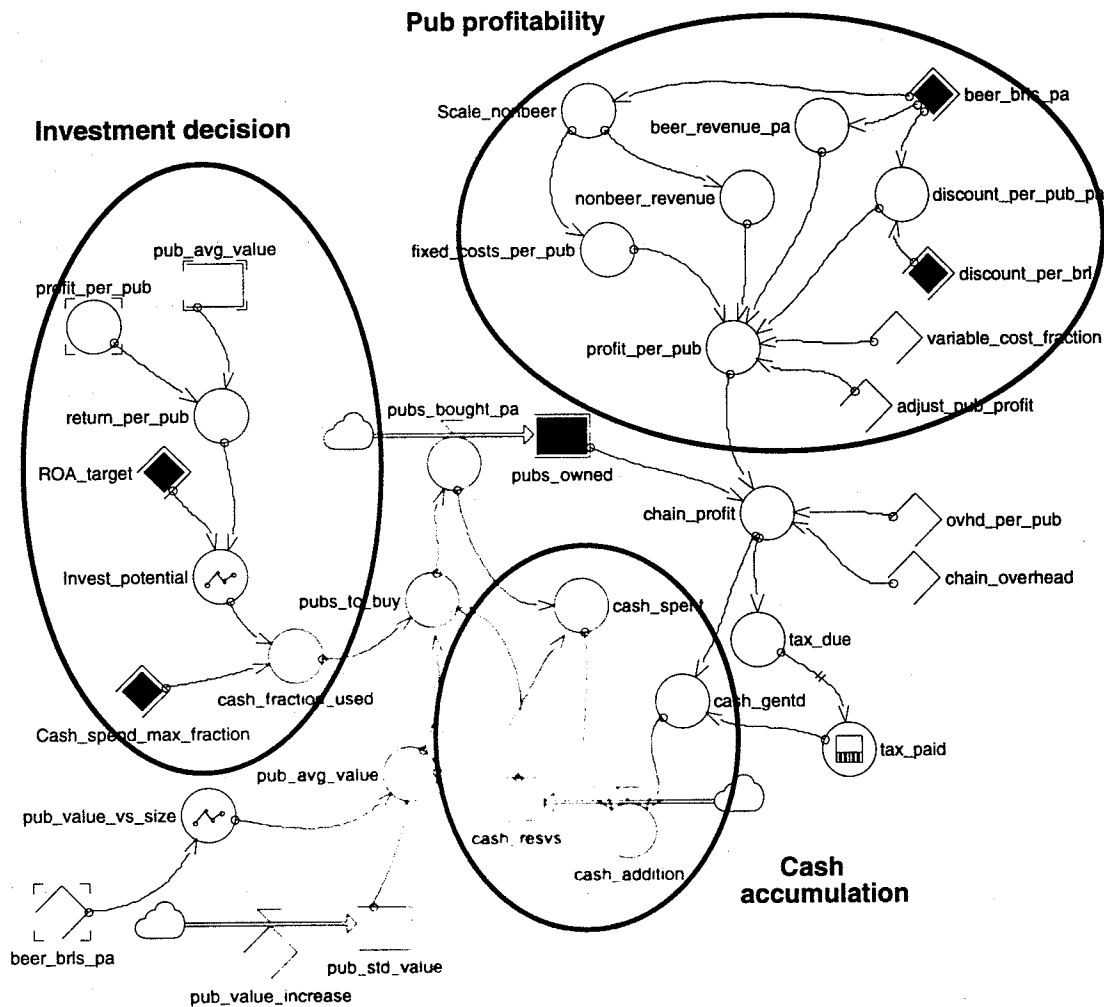 Pub profitability
Scale_nonbeer
beer_brls_pa
beer_revenue_pa
Investment decision
nonbeer_revenue
discount_per_pub_pa
pub_avg_value
fixed_costs_per_pub
discount_per_brl
profit_per_pub
variable_cost_fraction
profit_per_pub
return_per_pub
pubs_bought_pa
adjust_pub_profit
ROA_target
pubs_owned
chain_profit
ovhd_per_pub
Invest_potential
pubs_to_buy
cash_spent
chain_overhead
tax_due
cash_fraction_used
cash_gentd
Cash_spend_max_fraction
tax_paid
pub_avg_value
pub_value_vs_size
cash_resvs
cash_addition
Cash
accumulation
beer_brls_pa
pub_std_value
pub_value_increase